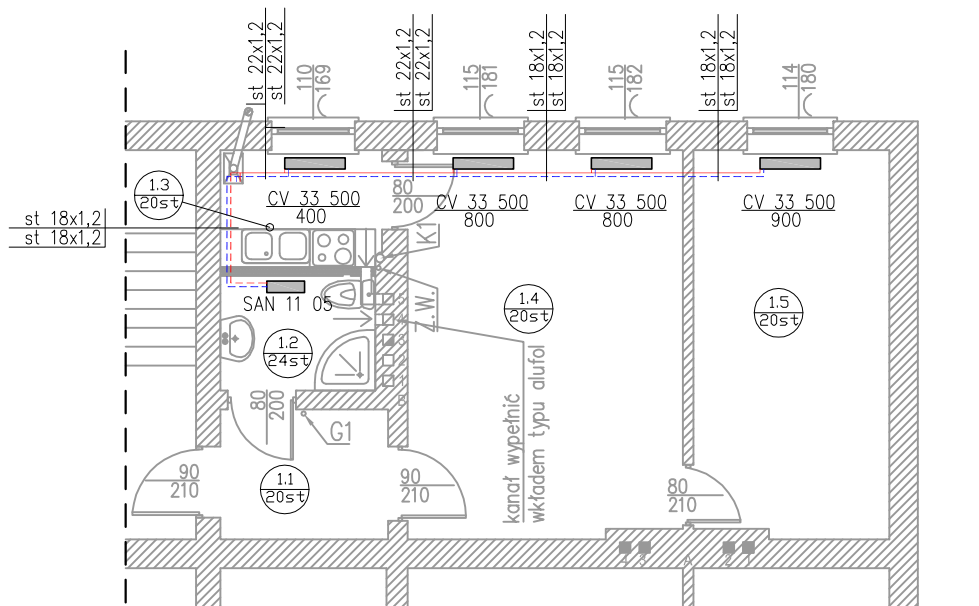 st 22x1,2
st 22x1,2
st 22x1,2
st 22x1,2
st 18x1,2
st 18x1,2
st 18x1,2
st 18x1,2
110
169
115
181
115
182
114
180
1.3
20st
CV 33 500
400
80
200
CV 33 500
800
CV 33 500
800
CV 33 500
900
st 18x1,2
st 18x1,2
K1
SAN 11 05
Z.W.
1.4
20st
1.5
20st
1.2
24st
5
4
3
2
1
B
80
200
G1
kanał wypełnić
wkładem typu alufol
90
210
1.1
20st
90
210
80
210
4
3
A
2
1